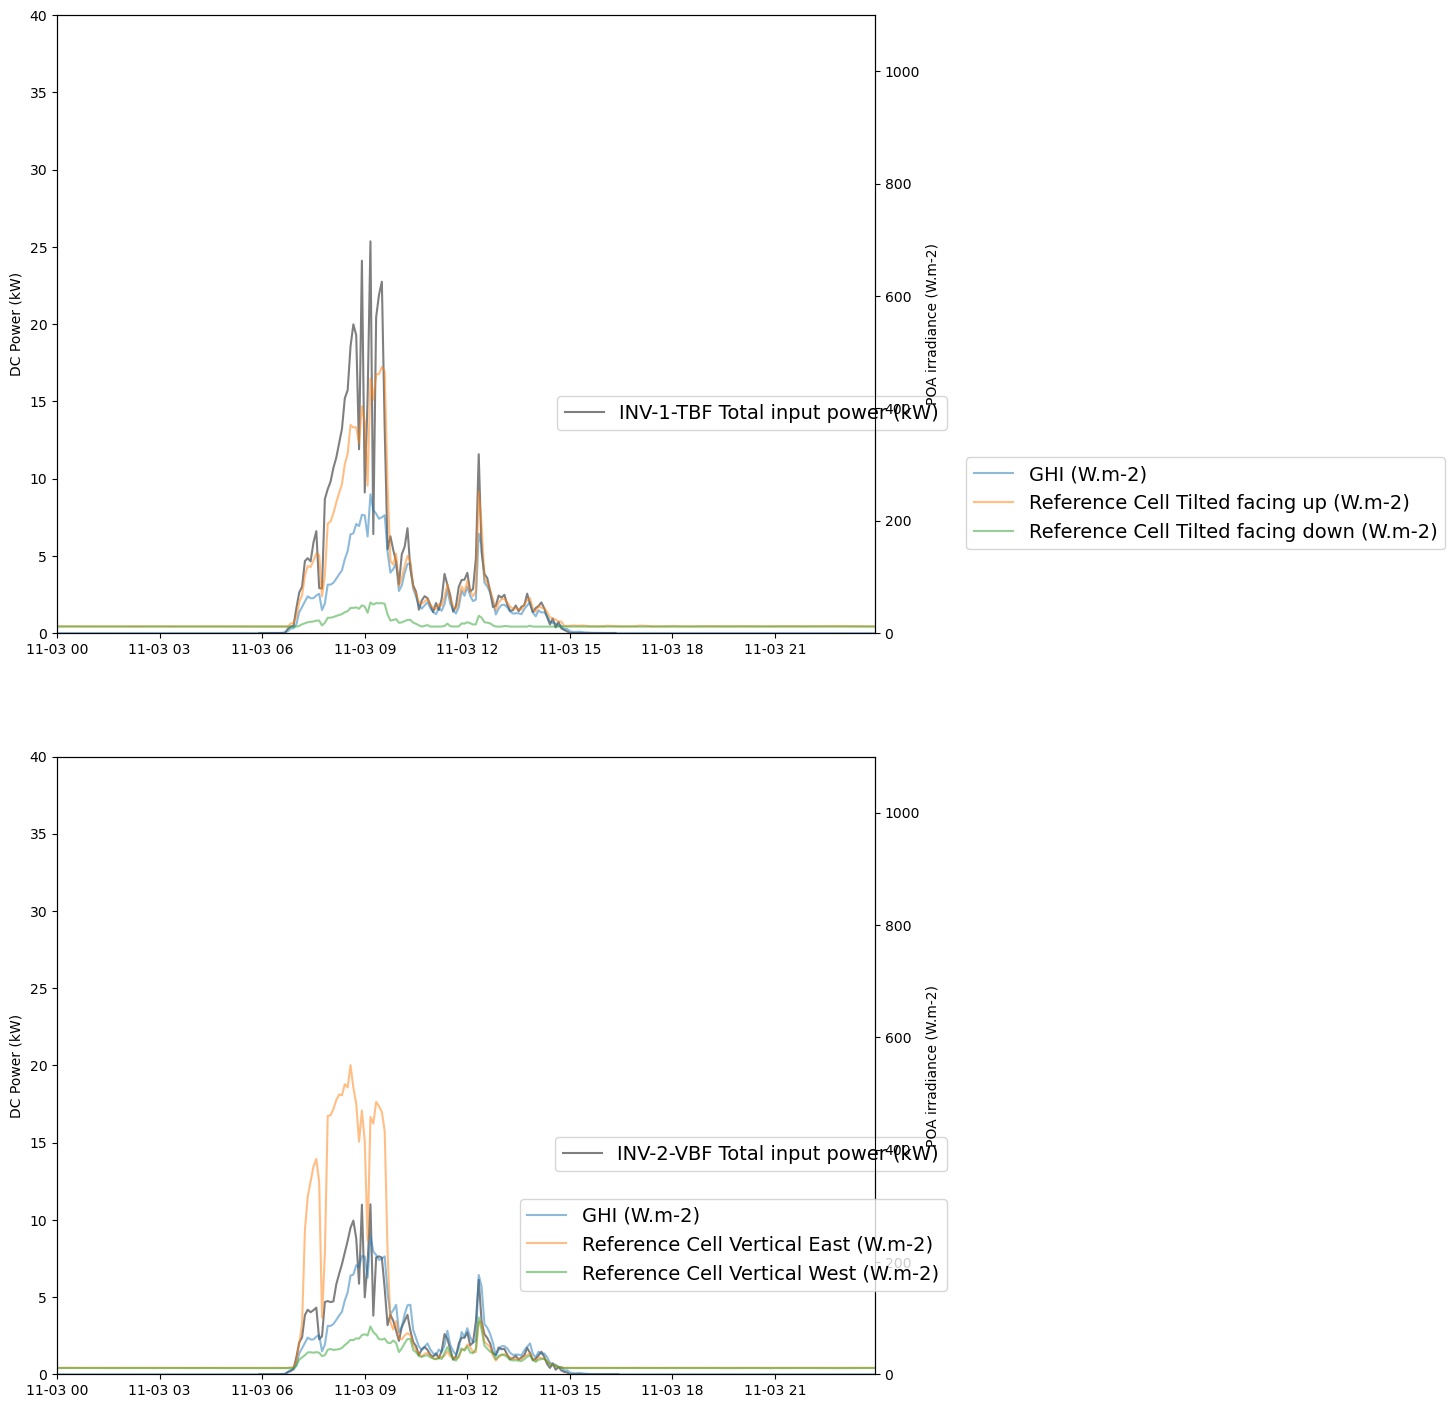 40
35
30
25
20
15
10
5
0
DC Power (kW)
1000
800
600
400
200
0
POA irradiance (W.m-2)
INV-1-TBF Total input power (kW)
GHI (W.m-2)
Reference Cell Tilted facing up (W.m-2)
Reference Cell Tilted facing down (W.m-2)
11-03 00 11-03 03 11-03 06 11-03 09 11-03 12 11-03 15 11-03 18 11-03 21
40
35
30
25
20
15
10
5
0
DC Power (kW)
1000
800
600
400
200
0
POA irradiance (W.m-2)
INV-2-VBF Total input power (kW)
GHI (W.m-2)
Reference Cell Vertical East (W.m-2)
Reference Cell Vertical West (W.m-2)
11-03 00 11-03 03 11-03 06 11-03 09 11-03 12 11-03 15 11-03 18 11-03 21